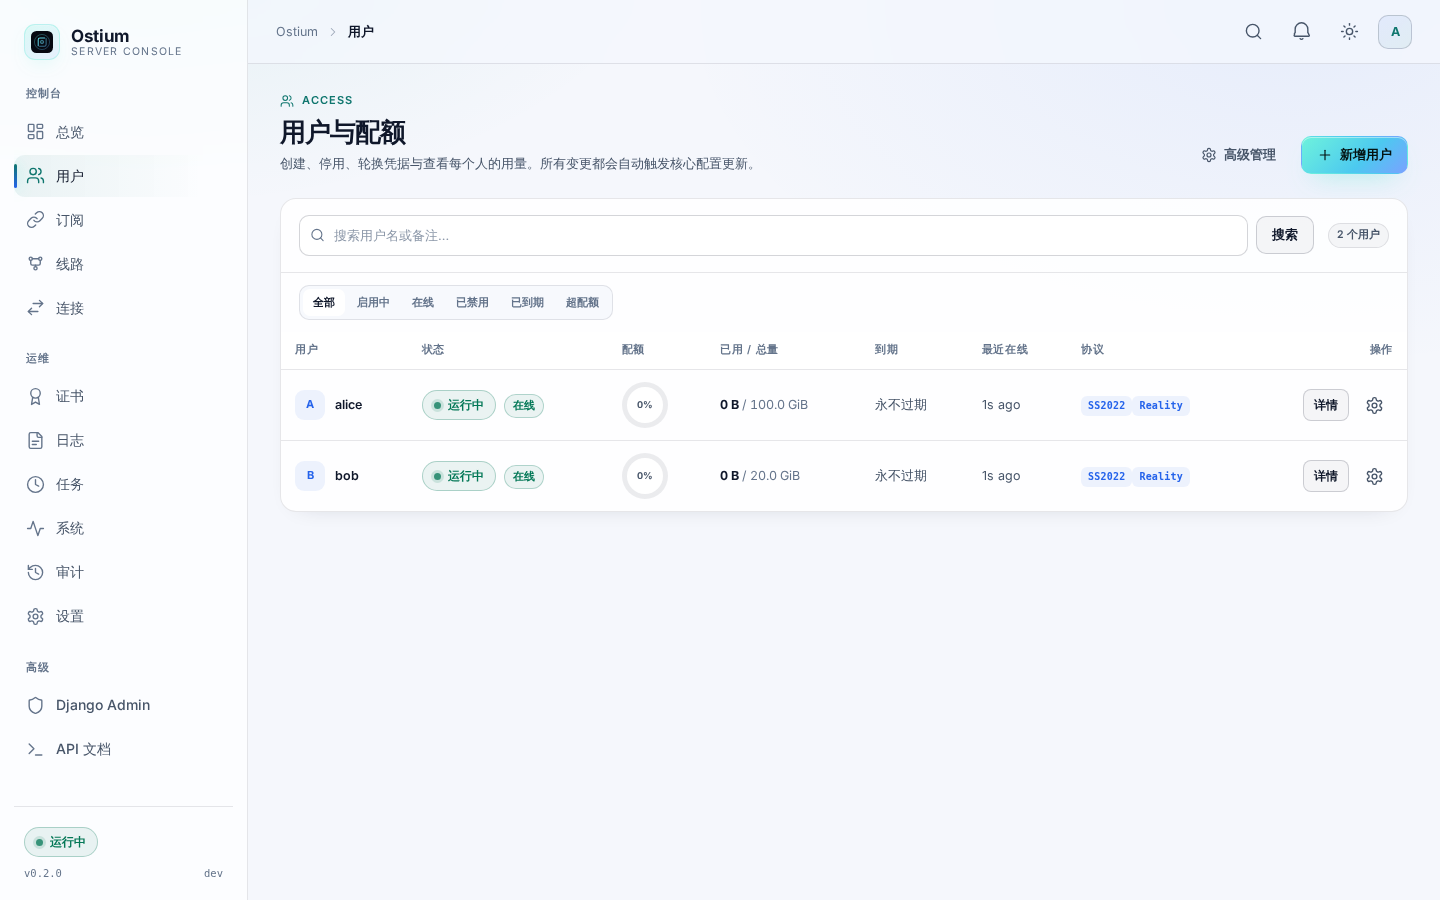 Ostium
SERVER CONSOLE
控制台
总览
用户
订阅
线路
连接
运维
证书
日志
任务
系统
审计
设置
高级
Django Admin
API 文档
运行中
v0.2.0 dev
Ostium 用户
A
ACCESS
用户与配额
创建、停用、轮换凭据与查看每个人的用量。所有变更都会自动触发核心配置更新。
高级管理
新增用户
搜索用户名或备注...
搜索
2 个用户
全部 启用中 在线 已禁用 已到期 超配额
用户 状态 配额 已用 / 总量 到期 最近在线 协议 操作
A alice 运行中 在线 0% 0 B / 100.0 GiB 永不过期 1s ago SS2022 Reality 详情
B bob 运行中 在线 0% 0 B / 20.0 GiB 永不过期 1s ago SS2022 Reality 详情